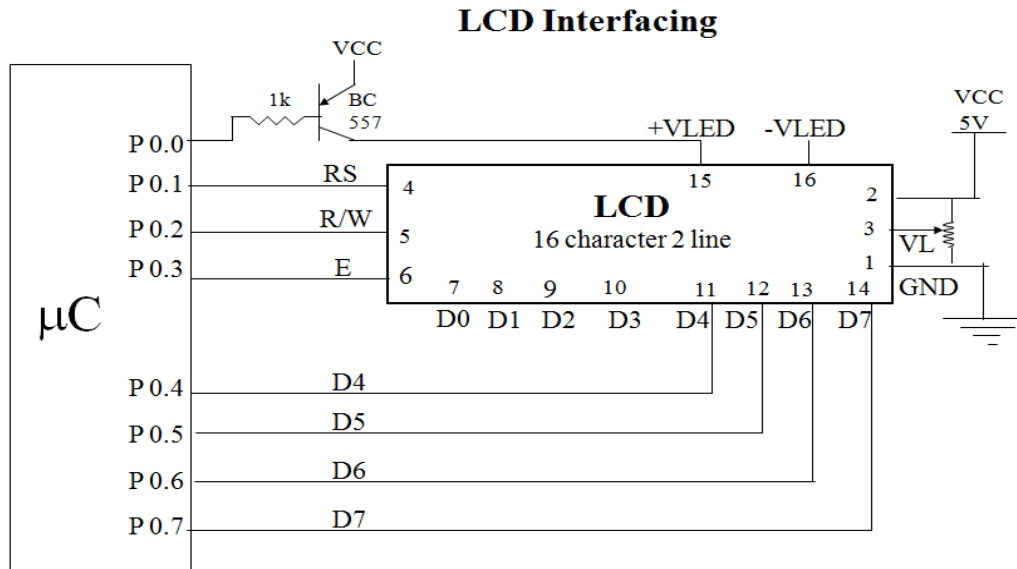 LCD Interfacing
VCC
1k
BC
557
VCC
5V
+VLED
-VLED
P 0.0
P 0.1
RS
4
15
16
2
LCD
P 0.2
R/W
5
16 character 2 line
3
VL
P 0.3
E
6
1
GND
7
8
9
10
11
12
13
14
D0
D1
D2
D3
D4
D5
D6
D7
μC
P 0.4
D4
P 0.5
D5
P 0.6
D6
P 0.7
D7